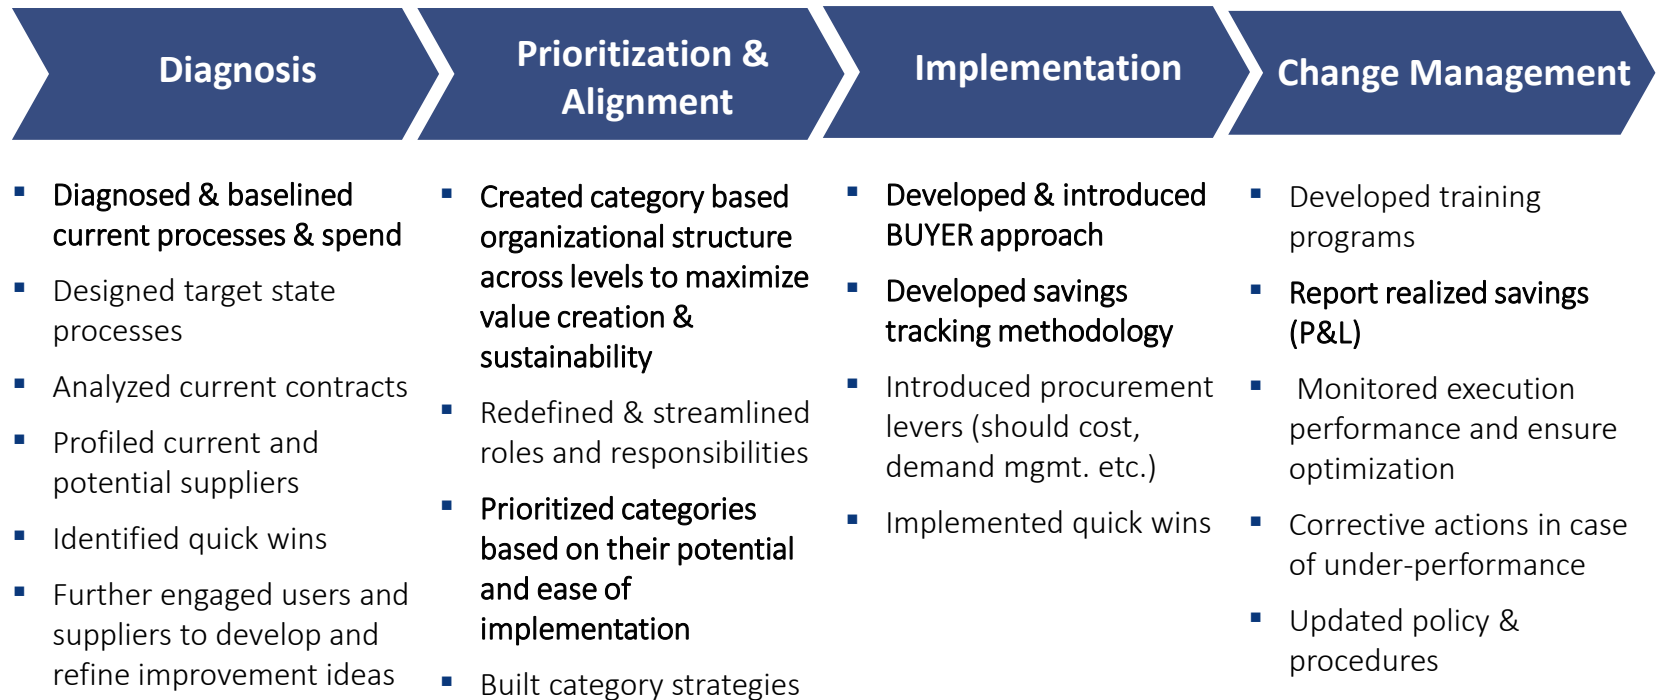 Diagnosis
Prioritization &
Alignment
Implementation
Change Management
▪ Diagnosed & baselined
current processes & spend
▪ Designed target state
processes
▪ Analyzed current contracts
▪ Profiled current and
potential suppliers
▪ Identified quick wins
▪ Further engaged users and
suppliers to develop and
refine improvement ideas
▪ Created category based
organizational structure
across levels to maximize
value creation &
sustainability
▪ Redefined & streamlined
roles and responsibilities
▪ Prioritized categories
based on their potential
and ease of
implementation
▪ Built category strategies
▪ Developed & introduced
BUYER approach
▪ Developed savings
tracking methodology
▪ Introduced procurement
levers (should cost,
demand mgmt. etc.)
▪ Implemented quick wins
▪ Developed training
programs
▪ Report realized savings
(P&L)
▪ Monitored execution
performance and ensure
optimization
▪ Corrective actions in case
of under-performance
▪ Updated policy &
procedures